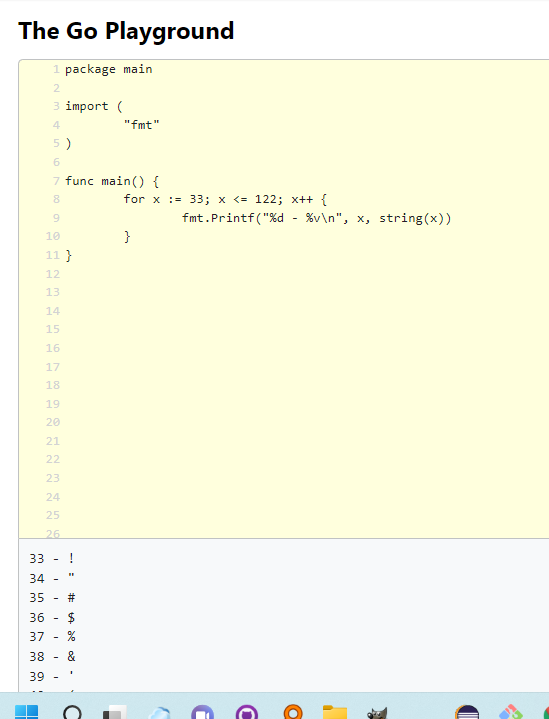 The Go Playground
1 package main
2
3 import (
4 "fmt"
5 )
6
7 func main() {
8 for x := 33; x <= 122; x++ {
9 fmt.Printf("%d - %v\n", x, string(x))
10 }
11 }
12
13
14
15
16
17
18
19
20
21
22
23
24
25
26
33 - !
34 - "
35 - #
36 - $
37 - %
38 - &
39 - '